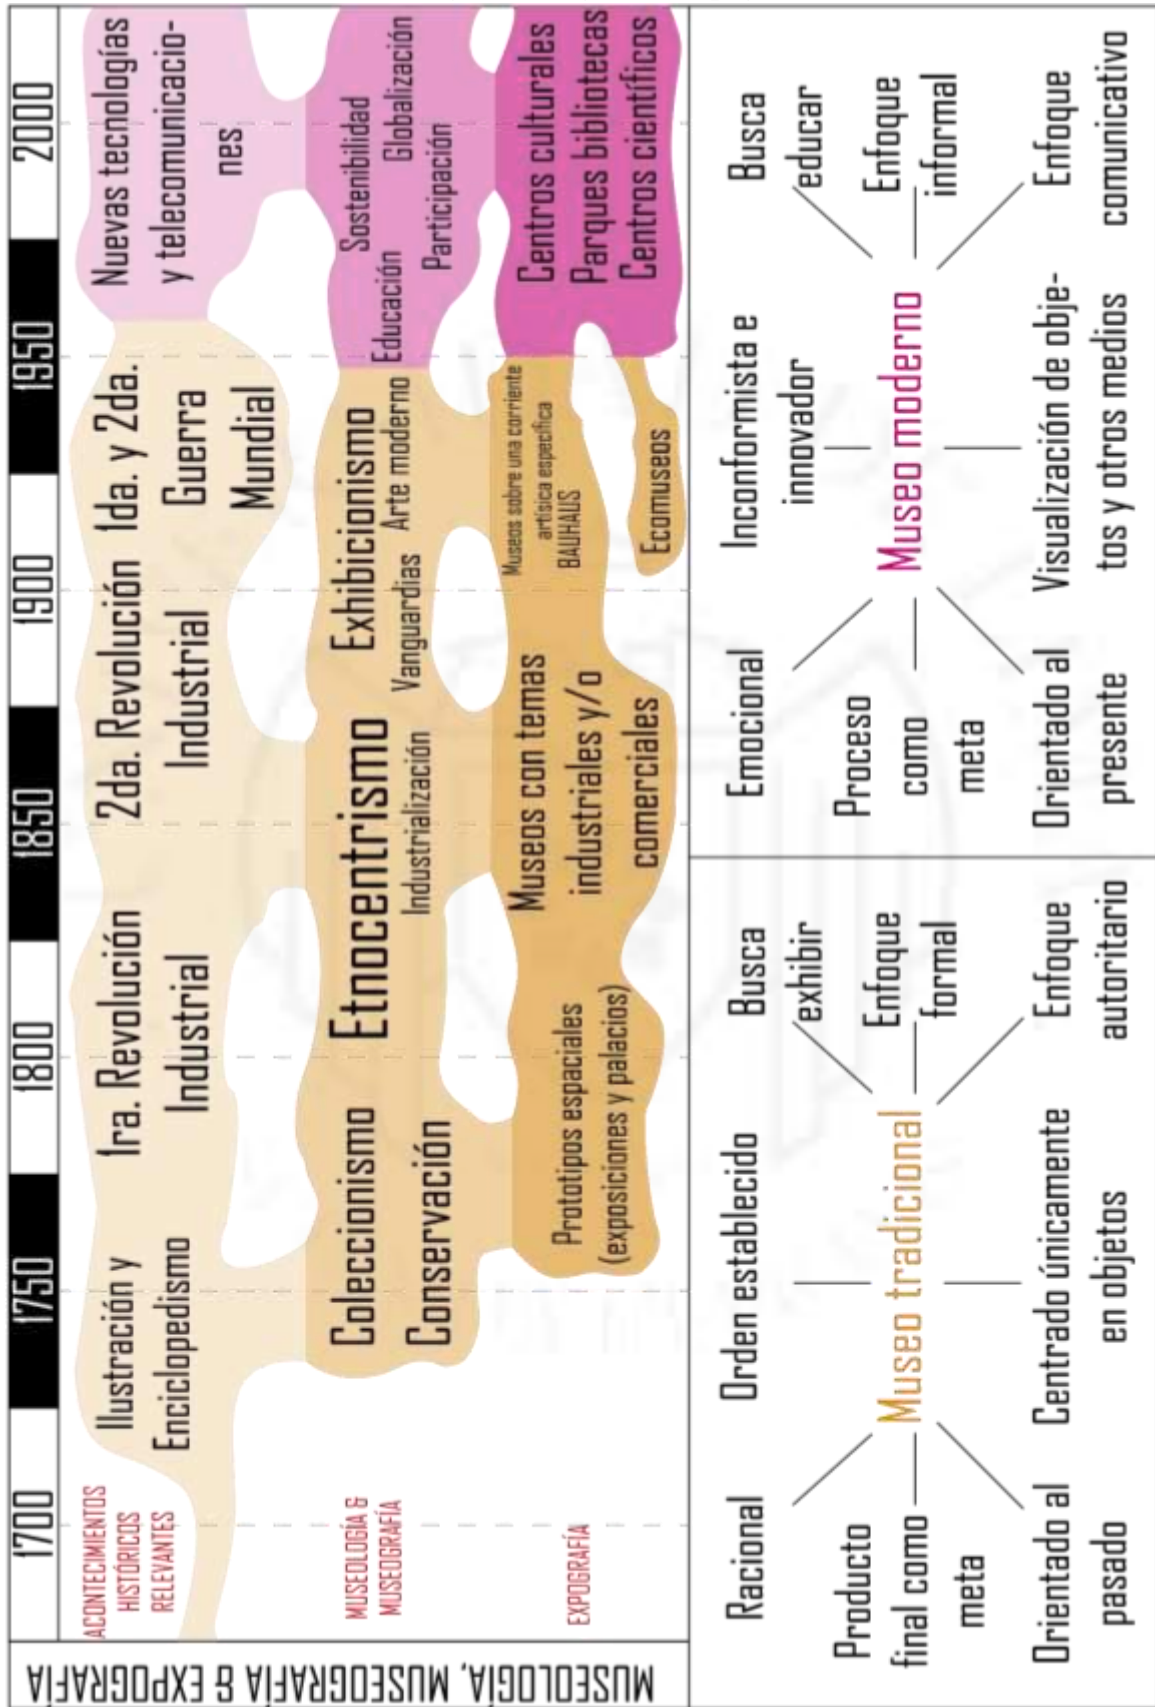 MUSEOLOGÍA, MUSEOGRAFÍA & EXPOGRAFÍA
1700
1750
1800
1850
1900
1950
2000
ACONTECIMIENTOS
HISTÓRICOS
RELEVANTES
Ilustración y
Enciclopedismo
1ra. Revolución
Industrial
2da. Revolución
Industrial
1da. y 2da.
Guerra
Mundial
Nuevas tecnologías
y telecomunicacio-
nes
MUSEOLOGÍA &
MUSEOGRAFÍA
Coleccionismo
Conservación
Etnocentrismo
Industrialización
Exhibicionismo
Vanguardias
Arte moderno
Educación
Sostenibilidad
Globalización
Participación
EXPOGRAFÍA
Prototipos espaciales
(exposiciones y palacios)
Museos con temas
industriales y/o
comerciales
Museos sobre una corriente
artísica específica
BAUHAUS
Ecomuseos
Centros culturales
Parques bibliotecas
Centros científicos
Museo tradicional
Racional
Orden establecido
Busca
exhibir
Producto
final como
meta
Enfoque
formal
Orientado al
pasado
Centrado únicamente
en objetos
Enfoque
autoritario
Museo moderno
Emocional
Inconformista e
innovador
Busca
educar
Proceso
como
meta
Enfoque
informal
Orientado al
presente
Visualización de obje-
tos y otros medios
Enfoque
comunicativo